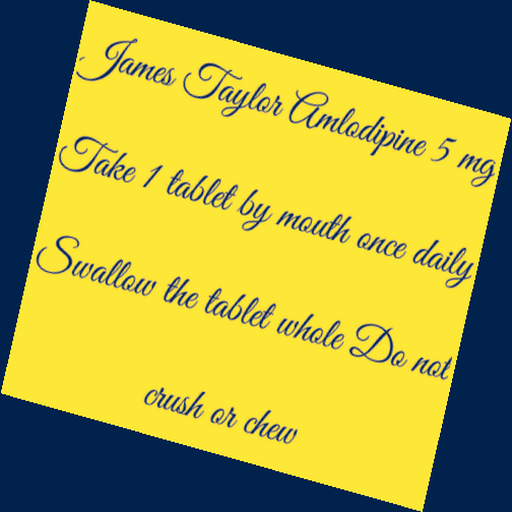 James Taylor Amlodipine 5 mg
Take 1 tablet by mouth once daily
Swallow the tablet whole Do not
crush or chew